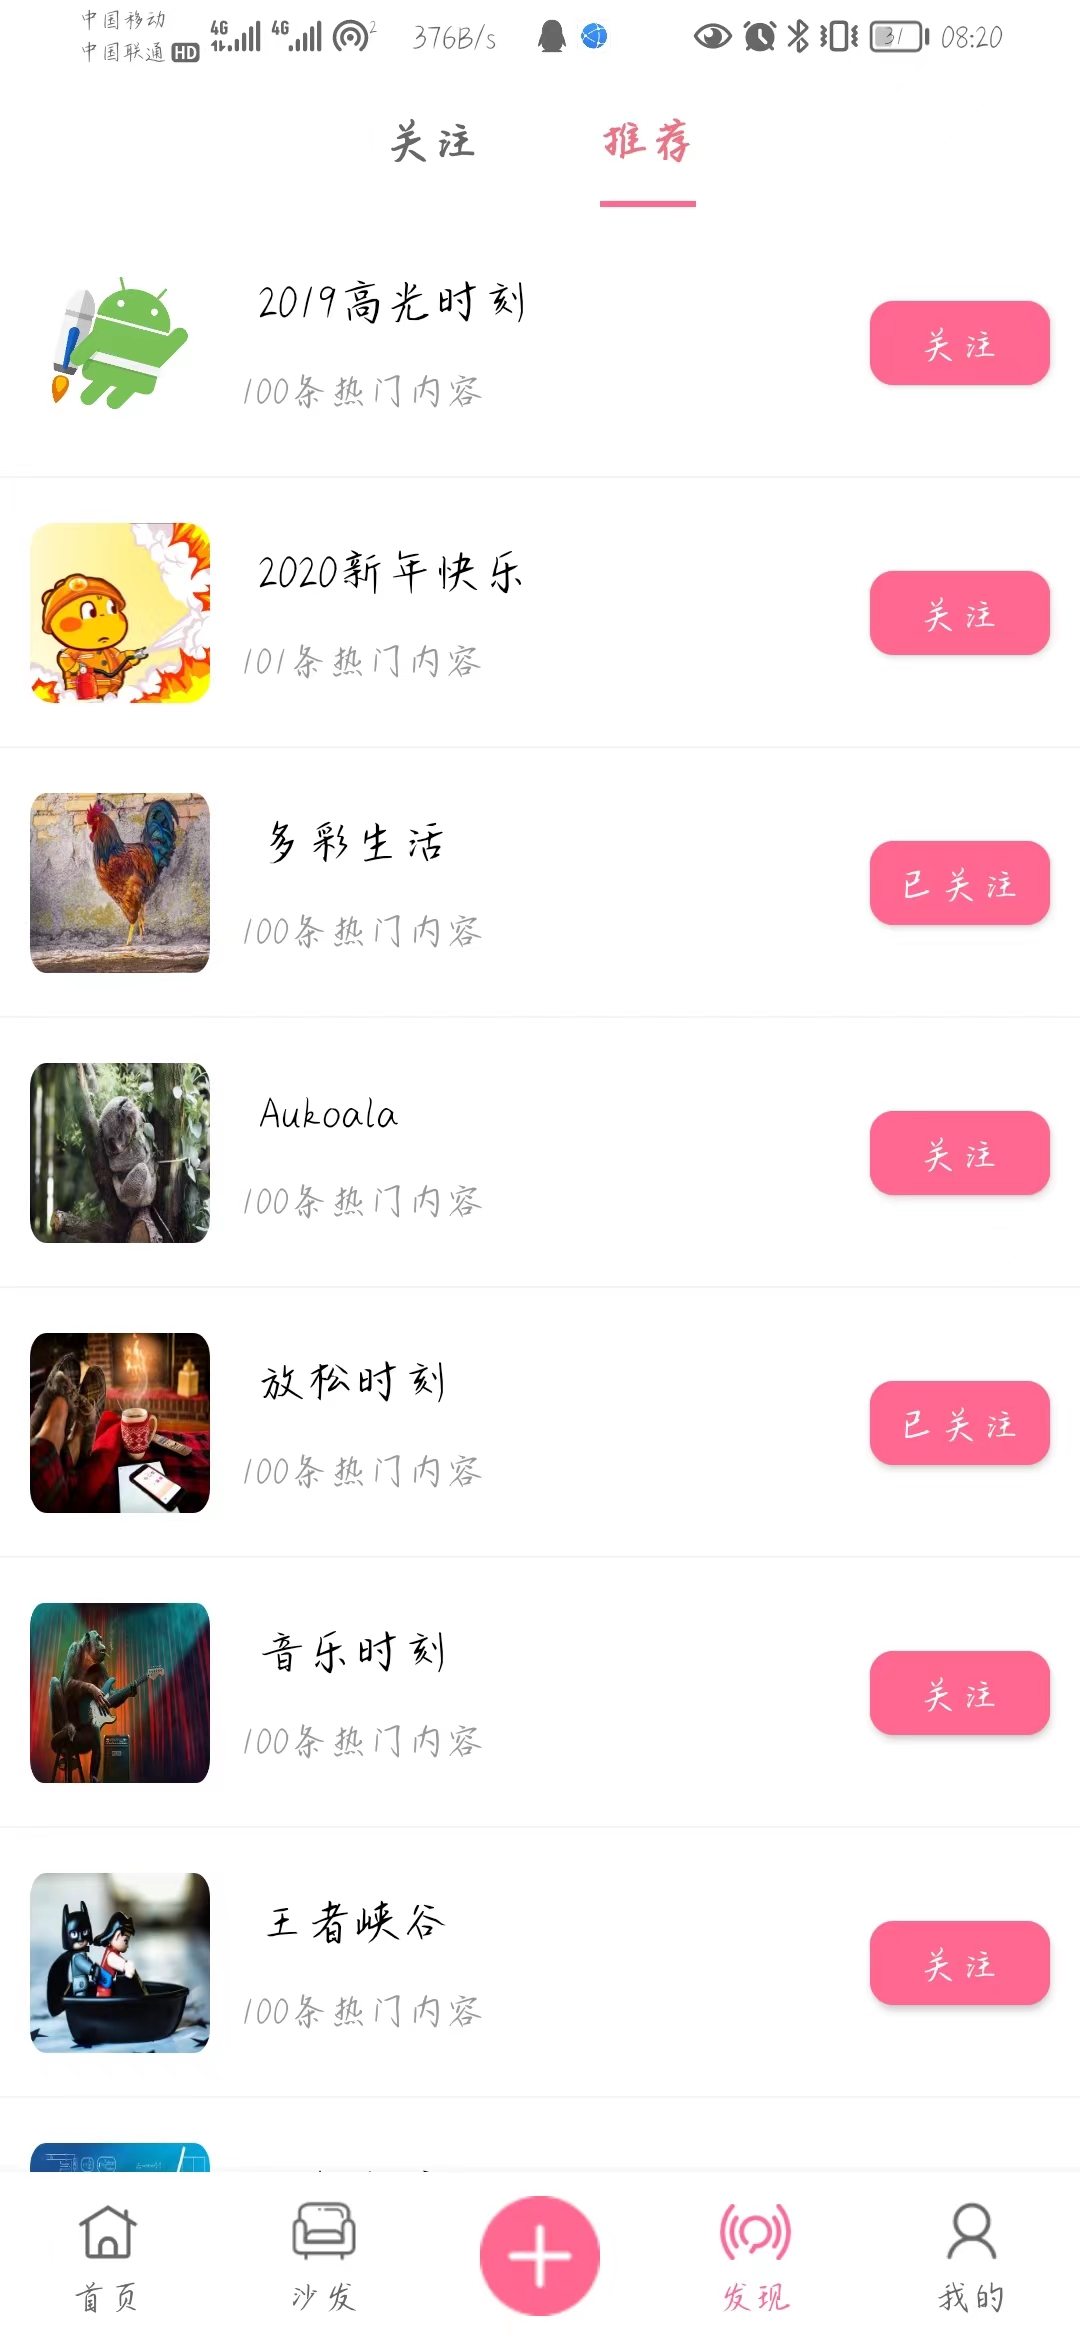 中国移动
中国联通 HD 4G 4G 2 376B/s 31 08:20
关注 推荐
2019高光时刻
100条热门内容
关注
2020新年快乐
101条热门内容
关注
多彩生活
100条热门内容
已关注
Aukoala
100条热门内容
关注
放松时刻
100条热门内容
已关注
音乐时刻
100条热门内容
关注
王者峡谷
100条热门内容
关注
首页 沙发 发现 我的